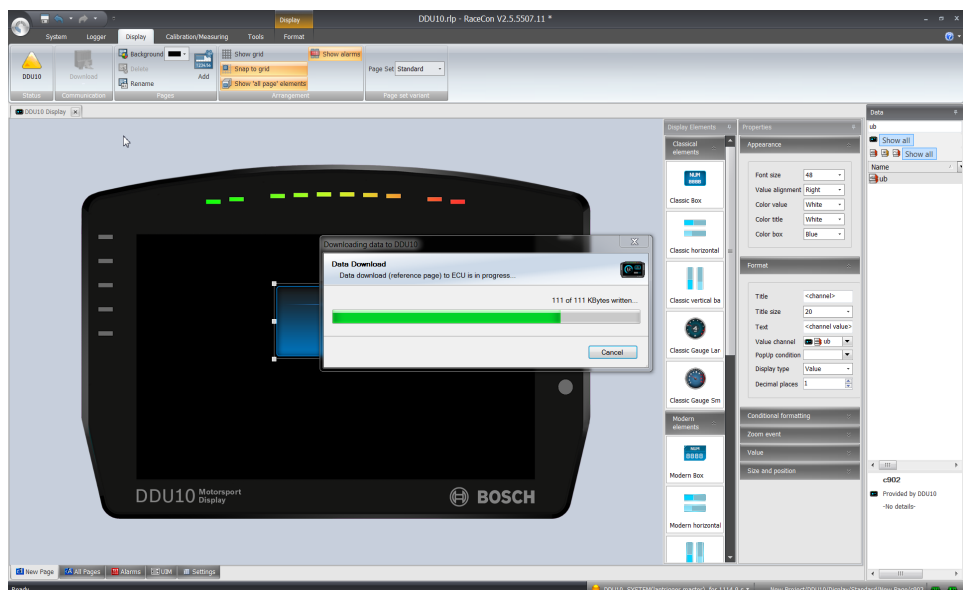 DDU10.rlp - RaceCon V2.5.5507.11 *
Display
System
Logger
Display
Calibration/Measuring
Tools
Format
DDU10
Status
Download
Communication
Background
Delete
Rename
Add
Pages
Show grid
Snap to grid
Show 'all page' elements
Show alarms
Arrangement
Page Set Standard
Page set variant
DDU10 Display
Downloading data to DDU10
Data Download
Data download (reference page) to ECU is in progress...
111 of 111 KBytes written...
Cancel
DDU10 Motorsport
Display
BOSCH
Display Elements
Classical
elements
NUM
Classic Box
Classic horizontal
Classic vertical ba
Classic Gauge Lar
Classic Gauge Sm
Modern
elements
NUM
Modern Box
Modern horizontal
Properties
Appearance
Font size 48
Value alignment Right
Color value White
Color title White
Color box Blue
Format
Title <channel>
Title size 20
Text <channel value>
Value channel ub
PopUp condition
Display type Value
Decimal places 1
Conditional formatting
Zoom event
Value
Size and position
Data
ub
Show all
Show all
Name
ub
c902
Provided by DDU10
-No details-
New Page
All Pages
Alarms
UIM
Settings
Ready